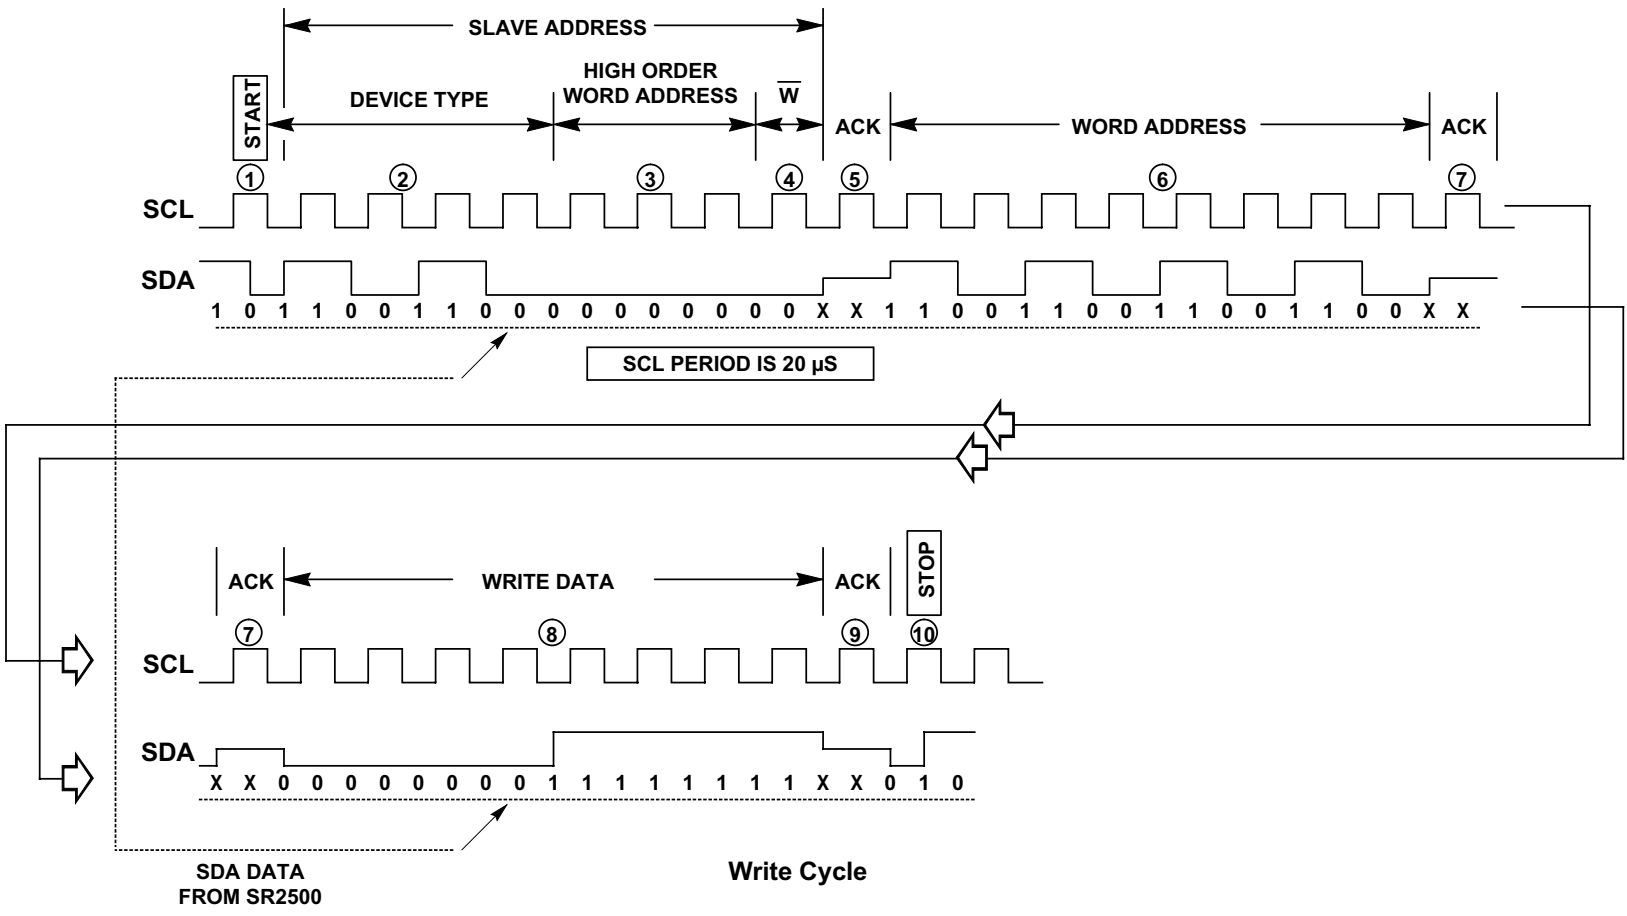 SLAVE ADDRESS
HIGH ORDER
WORD ADDRESS
W
START
DEVICE TYPE
ACK
WORD ADDRESS
ACK
1 2 3 4 5 6 7
SCL
SDA
1 0 1 1 0 0 1 1 0 0 0 0 0 0 0 0 0 0 X X 1 1 0 0 1 1 0 0 1 1 0 0 1 1 0 0 X X
SCL PERIOD IS 20 µS
STOP
ACK
WRITE DATA
ACK
7 8 9 10
SCL
SDA
X X 0 0 0 0 0 0 0 0 1 1 1 1 1 1 1 1 X X 0 1 0
SDA DATA
FROM SR2500
Write Cycle